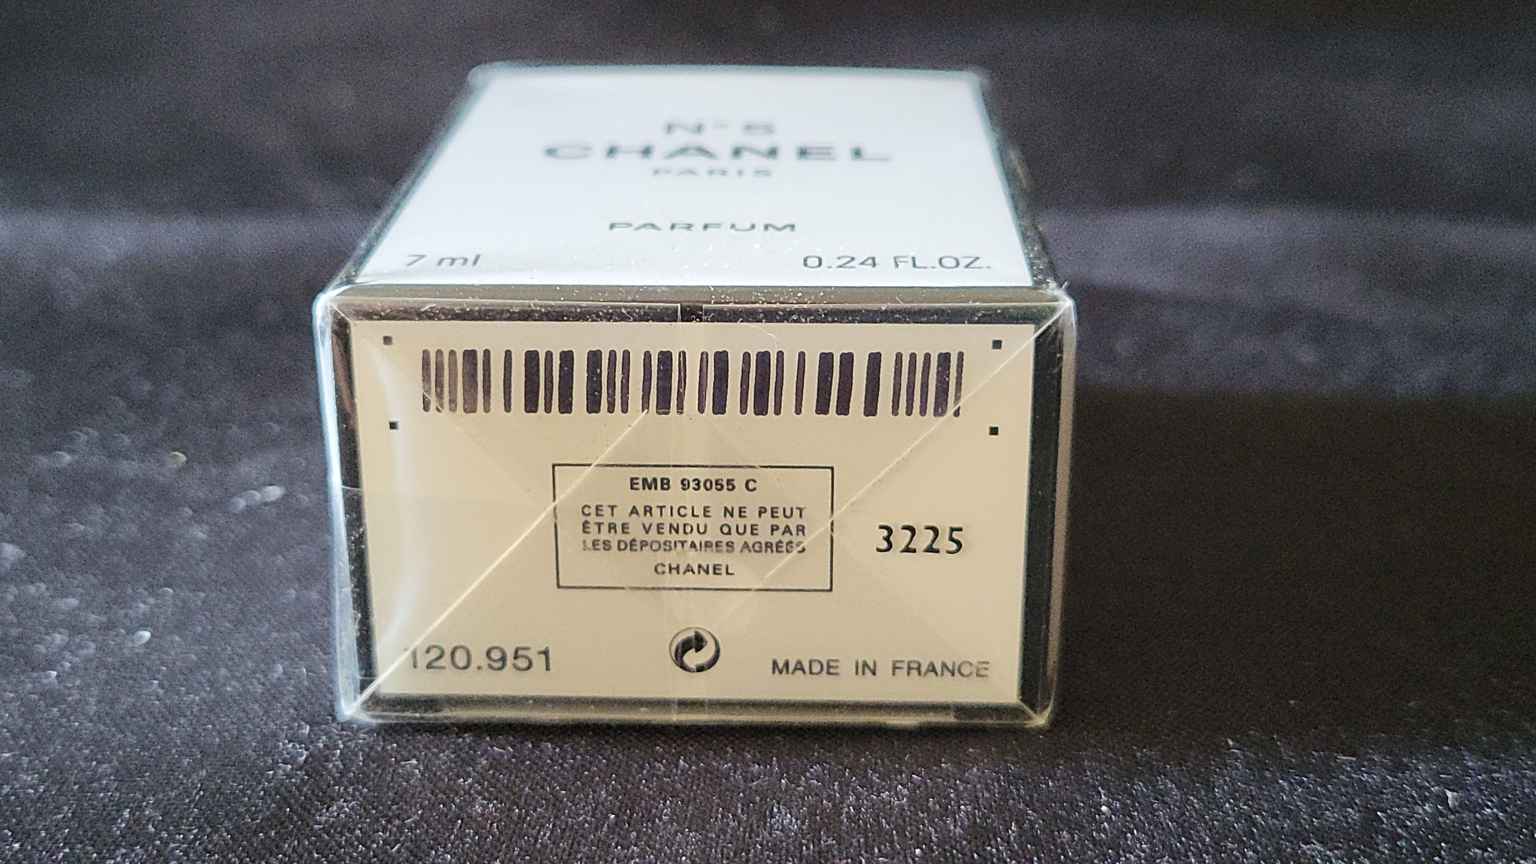 N°5
CHANEL
PARIS
PARFUM
7 ml 0.24 FL.OZ.
EMB 93055 C
CET ARTICLE NE PEUT
ÊTRE VENDU QUE PAR
LES DÉPOSITAIRES AGRÉÉS
CHANEL
3225
120.951 MADE IN FRANCE